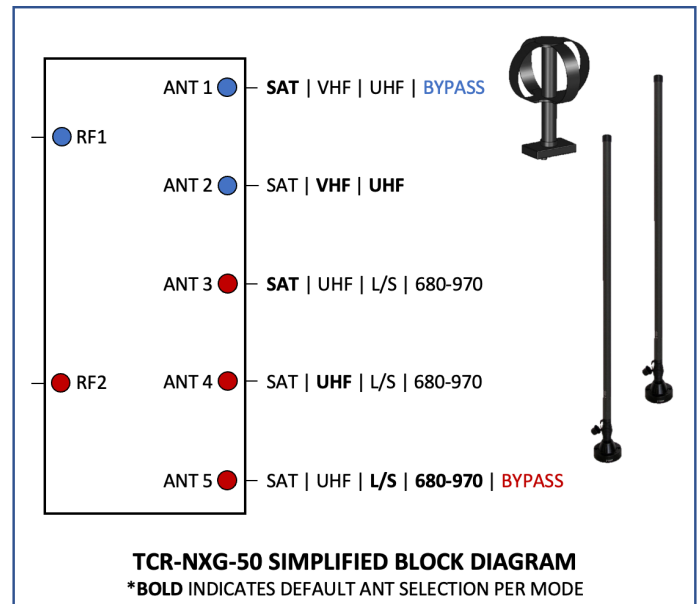 ANT 1 SAT | VHF | UHF | BYPASS
RF1
ANT 2 SAT | VHF | UHF
ANT 3 SAT | UHF | L/S | 680-970
RF2 ANT 4 SAT | UHF | L/S | 680-970
ANT 5 SAT | UHF | L/S | 680-970 | BYPASS
TCR-NXG-50 SIMPLIFIED BLOCK DIAGRAM
*BOLD INDICATES DEFAULT ANT SELECTION PER MODE